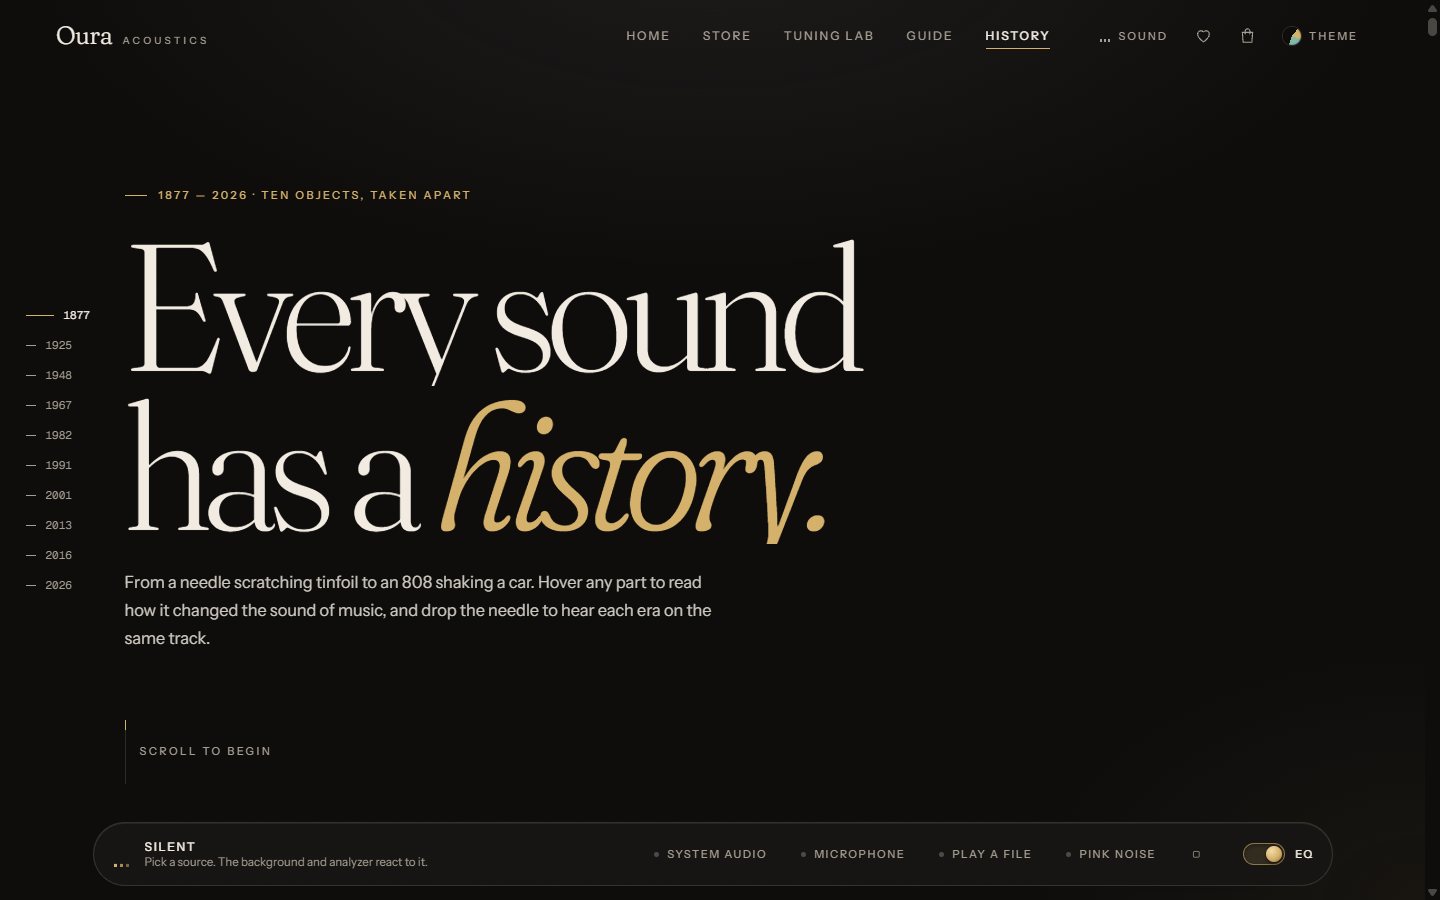 Oura ACOUSTICS
HOME
STORE
TUNING LAB
GUIDE
HISTORY
SOUND
THEME
1877 — 2026 · TEN OBJECTS, TAKEN APART
Every sound
has a history.
1877
1925
1948
1967
1982
1991
2001
2013
2016
2026
From a needle scratching tinfoil to an 808 shaking a car. Hover any part to read
how it changed the sound of music, and drop the needle to hear each era on the
same track.
SCROLL TO BEGIN
SILENT
Pick a source. The background and analyzer react to it.
SYSTEM AUDIO
MICROPHONE
PLAY A FILE
PINK NOISE
EQ